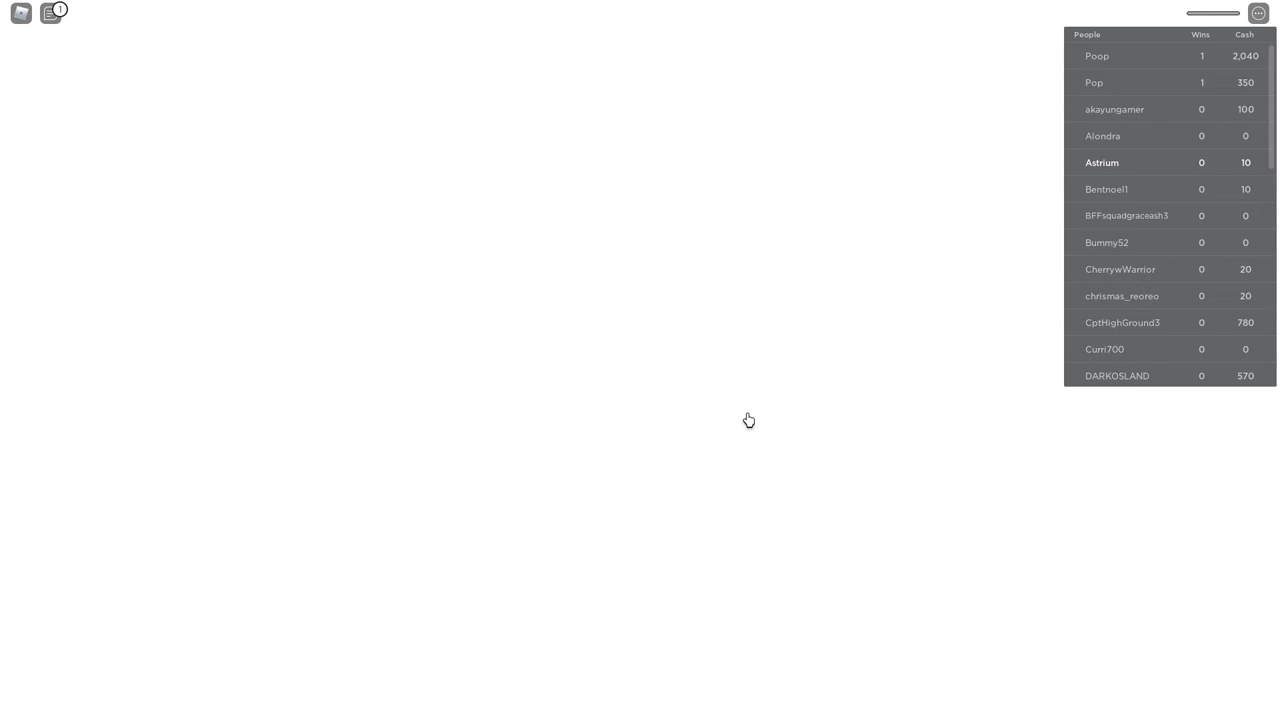 1
People Wins Cash
Poop 1 2,040
Pop 1 350
akayungamer 0 100
Alondra 0 0
Astrium 0 10
Bentnoel1 0 10
BFFsquadgraceash3 0 0
Bummy52 0 0
CherrywWarrior 0 20
chrismas_reoreo 0 20
CptHighGround3 0 780
Curri700 0 0
DARKOSLAND 0 570